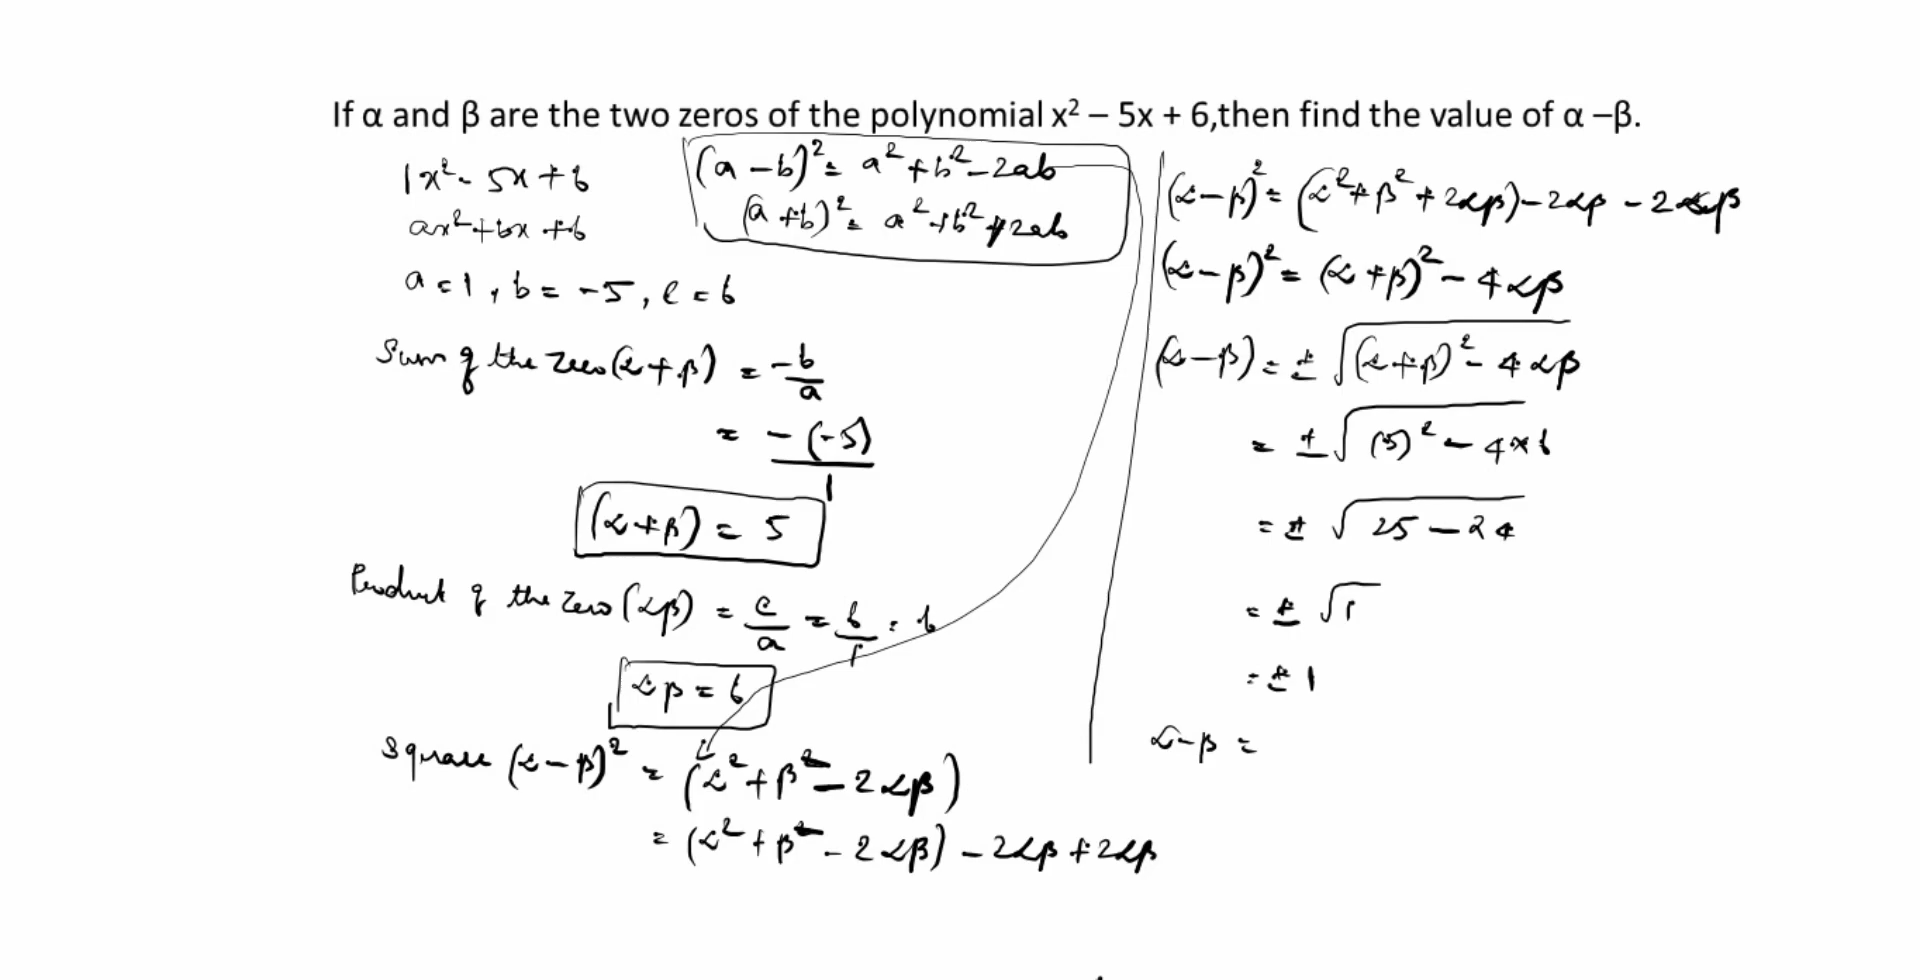 If α and β are the two zeros of the polynomial x² – 5x + 6,then find the value of α –β.
1x² - 5x + 6
ax² + bx + 6
a = 1, b = -5, c = 6
Sum of the zero (α + β) = -b/a
= -(-5)/1
(α + β) = 5
Product of the zero (αβ) = c/a = 6/1 = 6
αβ = 6
Square (α - β)² = (α² + β² - 2αβ)
= (α² + β² - 2αβ) - 2αβ + 2αβ
(a - b)² = a² + b² - 2ab
(a + b)² = a² + b² + 2ab
(α - β)² = (α² + β² + 2αβ) - 2αβ - 2αβ
(α - β)² = (α + β)² - 4αβ
(α - β) = ± √(α + β)² - 4αβ
= ± √(5)² - 4×6
= ± √25 - 24
= ± √1
= ± 1
α - β =